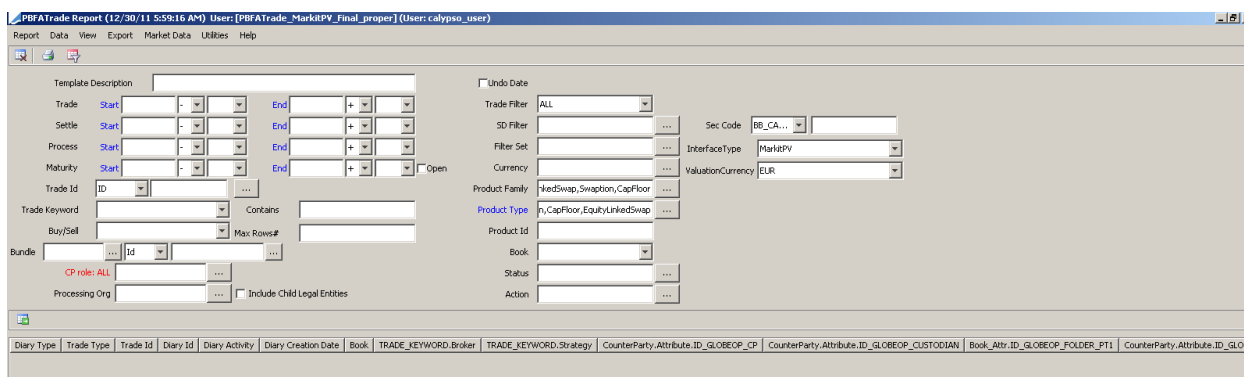 PBFATrade Report (12/30/11 5:59:16 AM) User: [PBFATrade_MarkitPV_Final_proper] (User: calypso_user)
Report Data View Export Market Data Utilities Help
Template Description Undo Date
Trade Start - End + Trade Filter ALL
Settle Start - End + SD Filter ... Sec Code BB_CA...
Process Start - End + Filter Set ... InterfaceType MarkitPV
Maturity Start - End + Open Currency ... ValuationCurrency EUR
Trade Id ID ... Product Family nkedSwap,Swaption,CapFloor ...
Trade Keyword Contains Product Type n,CapFloor,EquityLinkedSwap ...
Buy/Sell Max Rows# Product Id
Bundle ... Id ... Book
CP role: ALL ... Status ...
Processing Org ... Include Child Legal Entities Action ...
Diary Type Trade Type Trade Id Diary Id Diary Activity Diary Creation Date Book TRADE_KEYWORD.Broker TRADE_KEYWORD.Strategy CounterParty.Attribute.ID_GLOBEOP_CP CounterParty.Attribute.ID_GLOBEOP_CUSTODIAN Book_Attr.ID_GLOBEOP_FOLDER_PT1 CounterParty.Attribute.ID_GLO